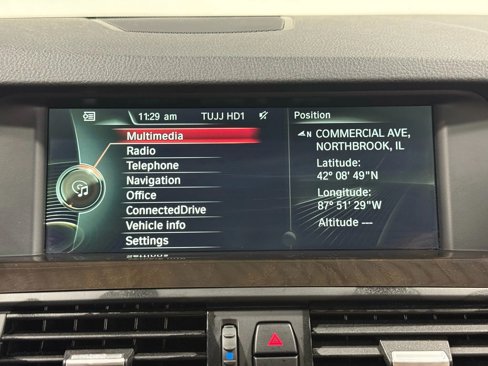 11:29 am TUJJ HD1 Position
Multimedia
Radio
Telephone
Navigation
Office
ConnectedDrive
Vehicle info
Settings
Settings
N COMMERCIAL AVE,
NORTHBROOK, IL
Latitude:
42° 08' 49"N
Longitude:
87° 51' 29"W
Altitude ---